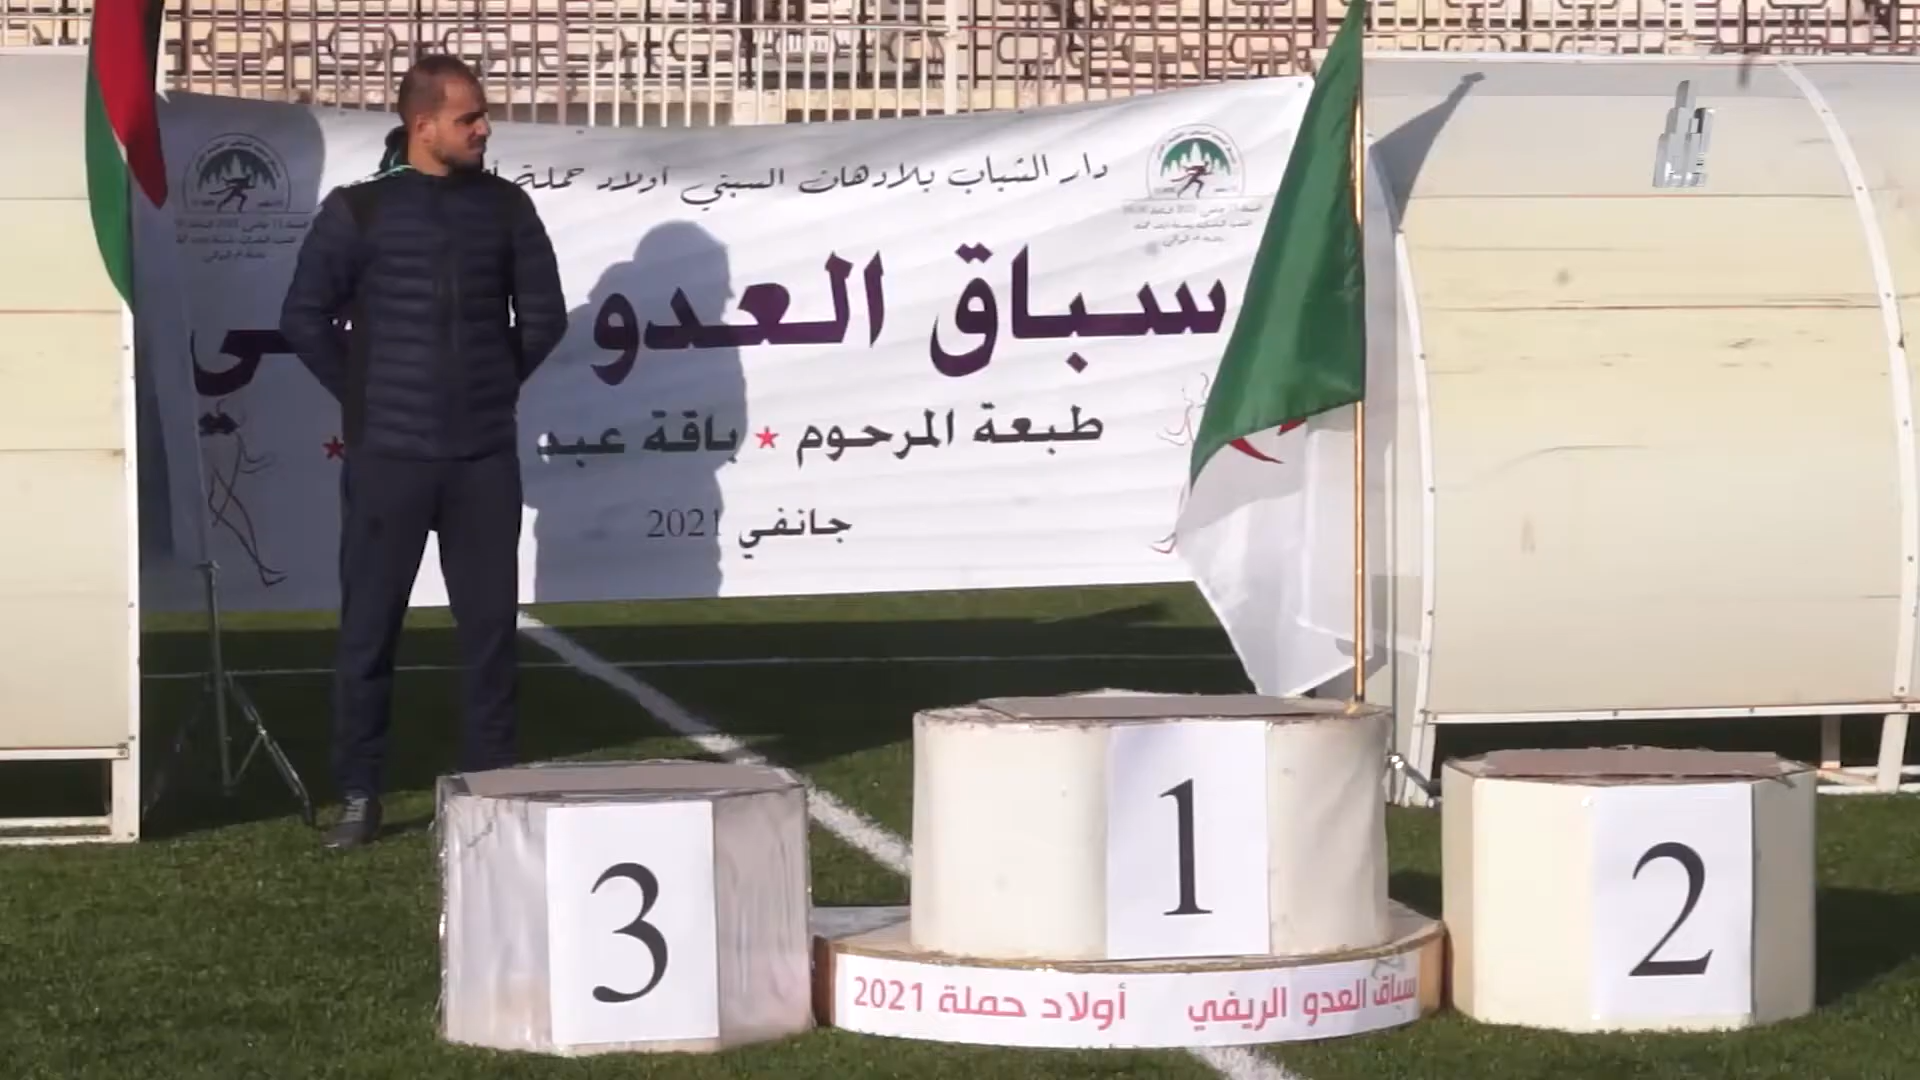 دار الشباب بلادهان السبتي أولاد حملة
سباق العدو
طبعة المرحوم * باقة عبد
جانفي 2021
3
1
2
سباق العدو الريفي أولاد حملة 2021